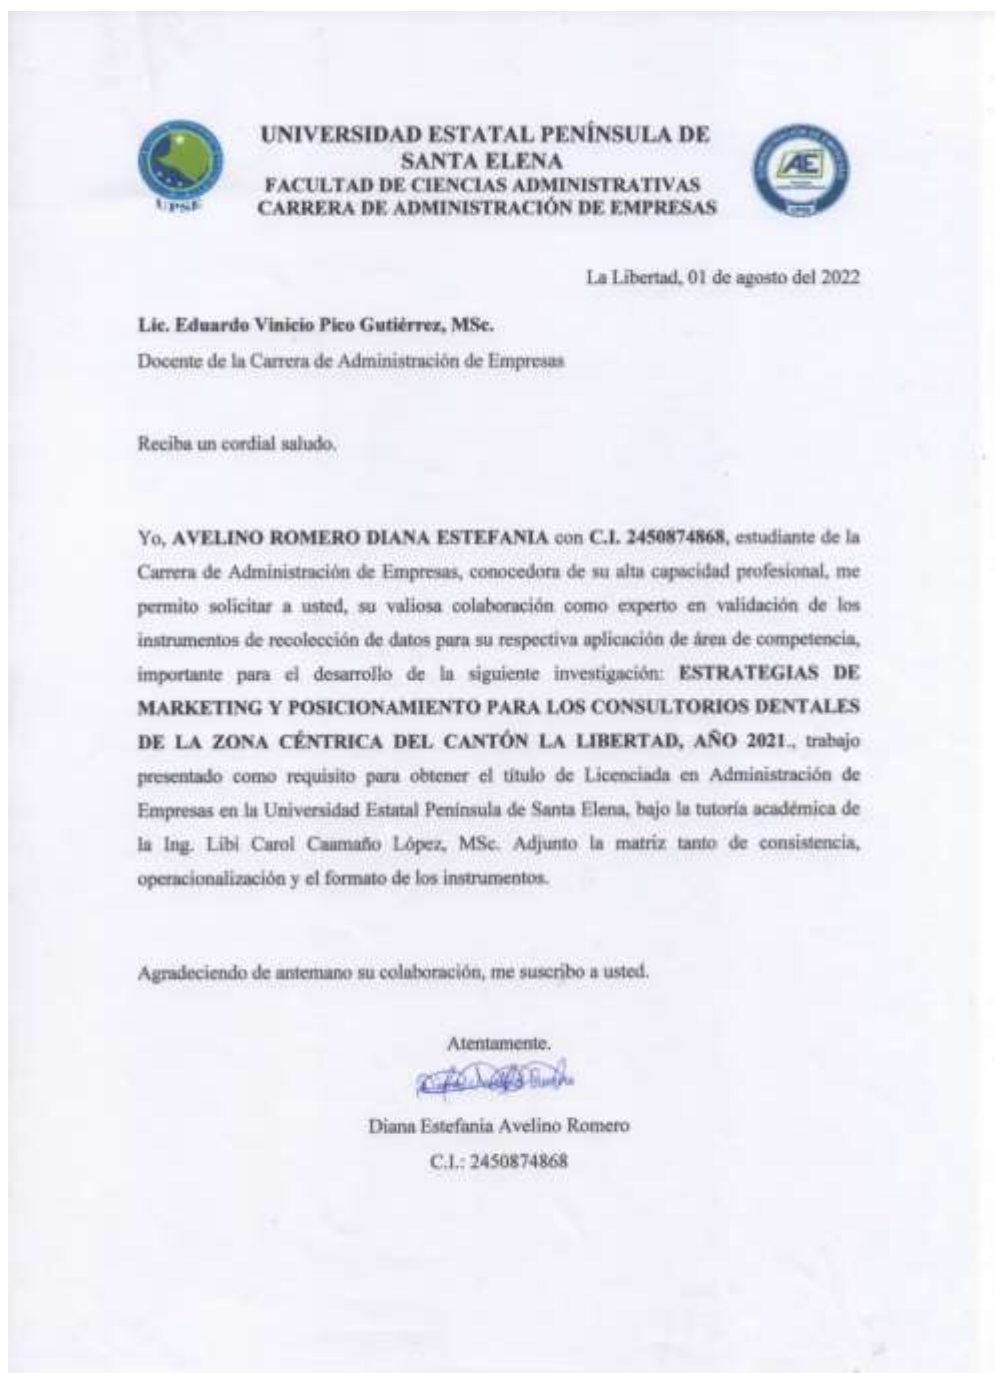 UNIVERSIDAD ESTATAL PENÍNSULA DE
SANTA ELENA
FACULTAD DE CIENCIAS ADMINISTRATIVAS
CARRERA DE ADMINISTRACIÓN DE EMPRESAS
UPSE
AE
La Libertad, 01 de agosto del 2022
Lic. Eduardo Vinicio Pico Gutiérrez, MSc.
Docente de la Carrera de Administración de Empresas
Reciba un cordial saludo.
Yo, AVELINO ROMERO DIANA ESTEFANIA con C.I. 2450874868, estudiante de la
Carrera de Administración de Empresas, conocedora de su alta capacidad profesional, me
permito solicitar a usted, su valiosa colaboración como experto en validación de los
instrumentos de recolección de datos para su respectiva aplicación de área de competencia,
importante para el desarrollo de la siguiente investigación: ESTRATEGIAS DE
MARKETING Y POSICIONAMIENTO PARA LOS CONSULTORIOS DENTALES
DE LA ZONA CÉNTRICA DEL CANTÓN LA LIBERTAD, AÑO 2021., trabajo
presentado como requisito para obtener el título de Licenciada en Administración de
Empresas en la Universidad Estatal Península de Santa Elena, bajo la tutoría académica de
la Ing. Libi Carol Caamaño López, MSc. Adjunto la matriz tanto de consistencia,
operacionalización y el formato de los instrumentos.
Agradeciendo de antemano su colaboración, me suscribo a usted.
Atentamente.
Diana Estefania Avelino Romero
C.I.: 2450874868